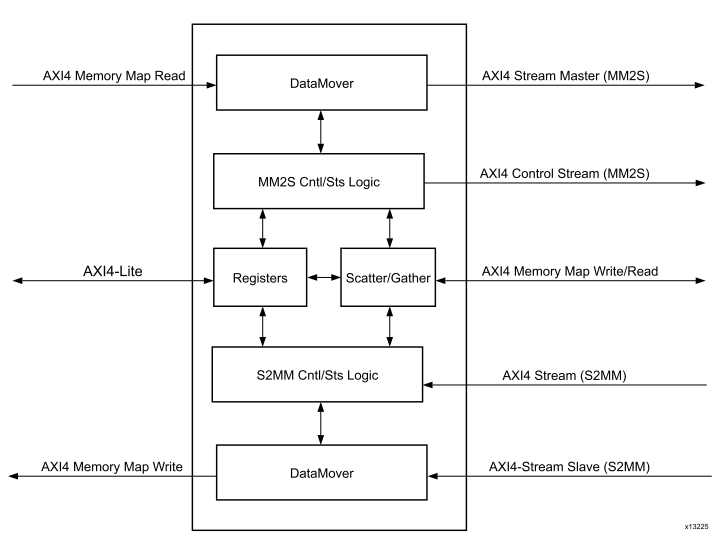 AXI4 Memory Map Read
DataMover
AXI4 Stream Master (MM2S)
MM2S Cntl/Sts Logic
AXI4 Control Stream (MM2S)
AXI4-Lite
Registers
Scatter/Gather
AXI4 Memory Map Write/Read
S2MM Cntl/Sts Logic
AXI4 Stream (S2MM)
AXI4 Memory Map Write
DataMover
AXI4-Stream Slave (S2MM)
x13225